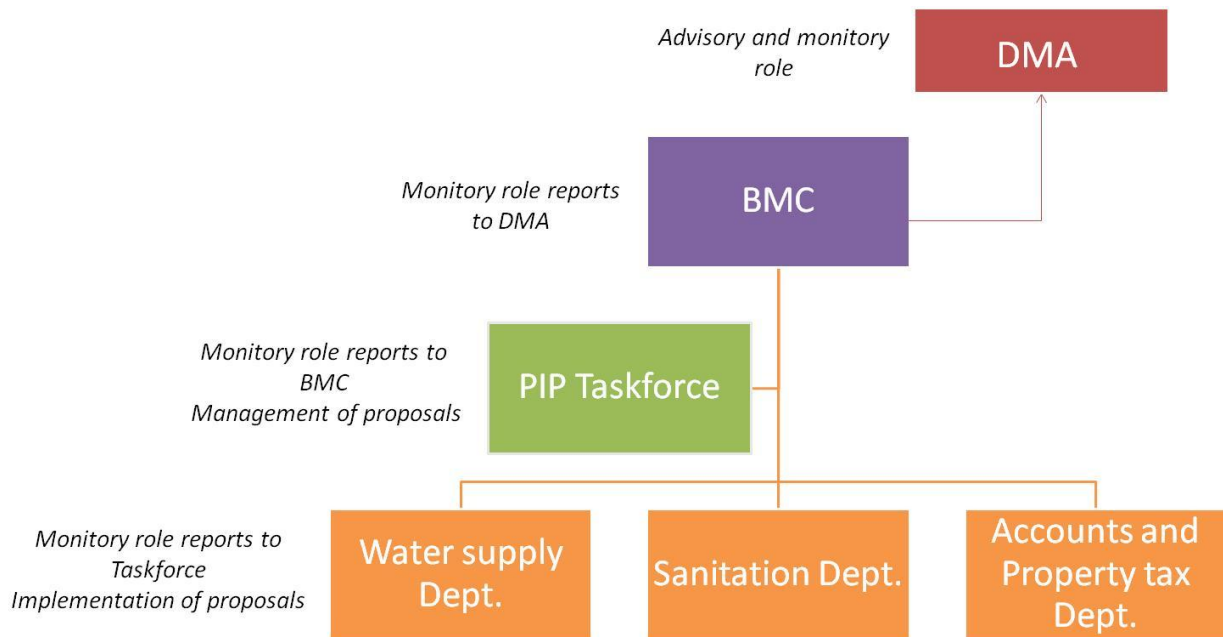 Advisory and monitory
role
DMA
Monitory role reports
to DMA
BMC
Monitory role reports to
BMC
Management of proposals
PIP Taskforce
Monitory role reports to
Taskforce
Implementation of proposals
Water supply
Dept.
Sanitation Dept.
Accounts and
Property tax
Dept.